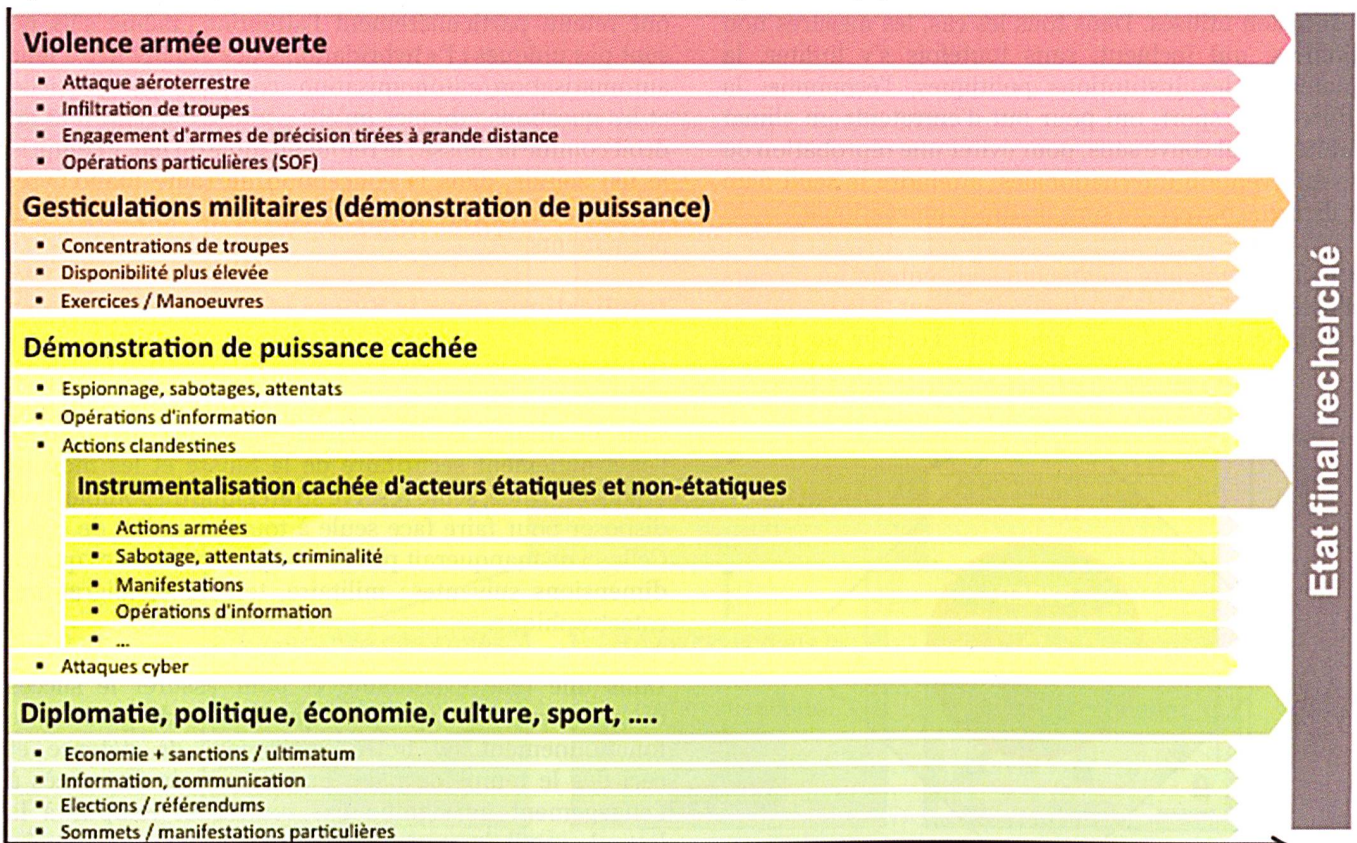 Violence armée ouverte
▪ Attaque aéroterrestre
▪ Infiltration de troupes
▪ Engagement d'armes de précision tirées à grande distance
▪ Opérations particulières (SOF)
Gesticulations militaires (démonstration de puissance)
▪ Concentrations de troupes
▪ Disponibilité plus élevée
▪ Exercices / Manoeuvres
Démonstration de puissance cachée
▪ Espionnage, sabotages, attentats
▪ Opérations d'information
▪ Actions clandestines
Instrumentalisation cachée d'acteurs étatiques et non-étatiques
▪ Actions armées
▪ Sabotage, attentats, criminalité
▪ Manifestations
▪ Opérations d'information
▪ ...
▪ Attaques cyber
Diplomatie, politique, économie, culture, sport, ....
▪ Economie + sanctions / ultimatum
▪ Information, communication
▪ Elections / référendums
▪ Sommets / manifestations particulières
Etat final recherché